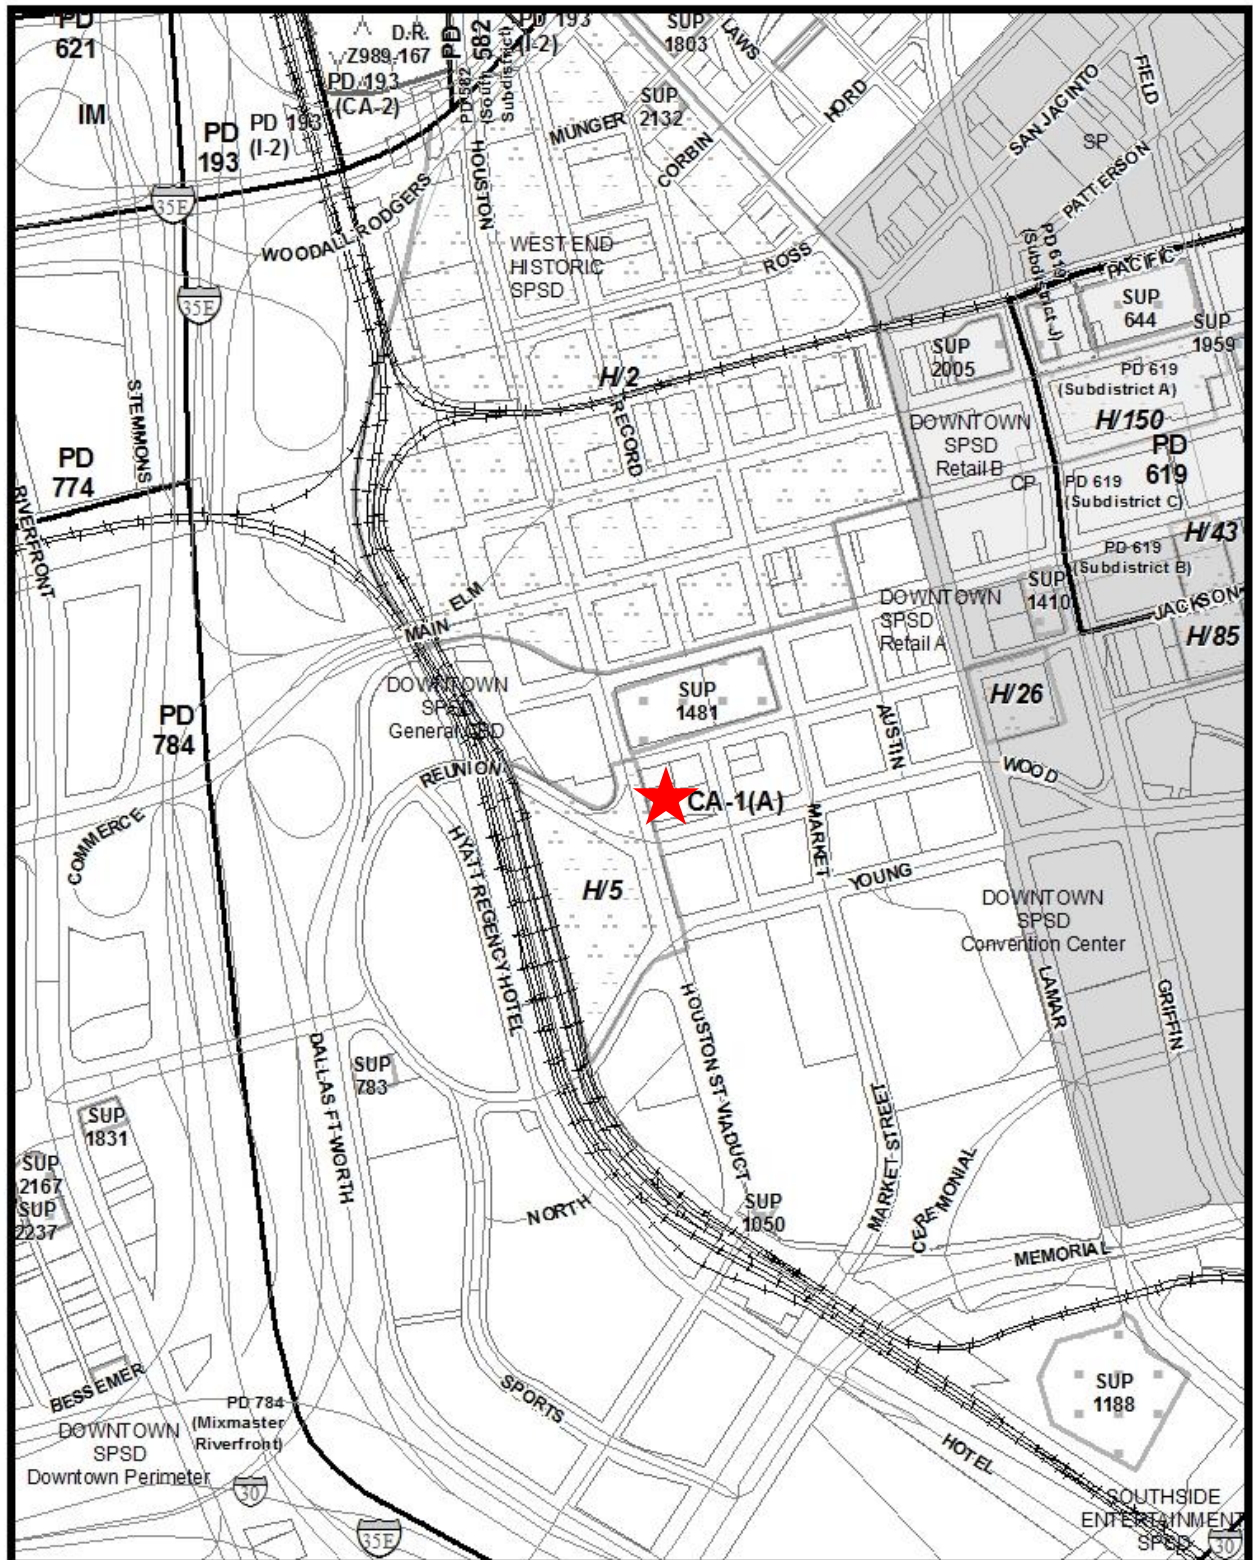 PD
621
D.R.
Z989-167
PD 193
(CA-2)
PD
582
PD 582
(South
Subdistrict)
PD 193
(I-2)
SUP
1803
LAWS
HORD
FIELD
SAN JACINTO
SP
PATTERSON
IM
PD
193
PD 193
(I-2)
SUP
2132
MUNGER
CORBIN
HOUSTON
35E
WOODALL RODGERS
WEST END
HISTORIC
SPSD
ROSS
PD 619
(Subdistrict J)
PACIFIC
SUP
644
SUP
1959
35E
SUP
2005
PD 619
(Subdistrict A)
H/2
RECORD
H/150
STEMMONS
DOWNTOWN
SPSD
Retail B
CP
PD
619
PD 619
(Subdistrict C)
PD
774
RIVERFRONT
H/43
PD 619
(Subdistrict B)
SUP
1410
JACKSON
H/85
ELM
MAIN
DOWNTOWN
SPSD
Retail A
DOWNTOWN
SPSD
General CBD
SUP
1481
H/26
PD
784
AUSTIN
WOOD
REUNION
CA-1(A)
COMMERCE
HYATT REGENCY HOTEL
MARKET
YOUNG
H/5
DOWNTOWN
SPSD
Convention Center
LAMAR
GRIFFIN
HOUSTON ST VIADUCT
DALLAS FT WORTH
SUP
783
MARKET STREET
SUP
1831
SUP
2167
SUP
2237
CEREMONIAL
NORTH
SUP
1050
MEMORIAL
BESSEMER
SPORTS
SUP
1188
PD 784
(Mixmaster
Riverfront)
DOWNTOWN
SPSD
Downtown Perimeter
HOTEL
30
35E
SOUTHSIDE
ENTERTAINMENT
SPSD
30